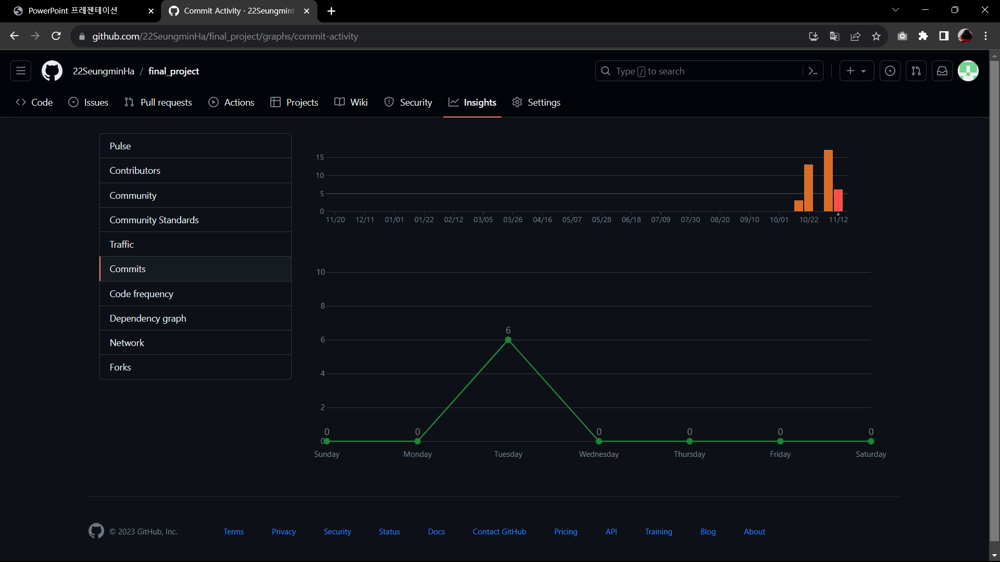 PowerPoint 프레젠테이션
Commit Activity · 22Seungmin
github.com/22SeungminHa/final_project/graphs/commit-activity
22SeungminHa / final_project
Type / to search
Code Issues Pull requests Actions Projects Wiki Security Insights Settings
Pulse
Contributors
Community
Community Standards
Traffic
Commits
Code frequency
Dependency graph
Network
Forks
15
10
5
0
11/20 12/11 01/01 01/22 02/12 03/05 03/26 04/16 05/07 05/28 06/18 07/09 07/30 08/20 09/10 10/01 10/22 11/12
10
8
6
6
4
2
0 0 0 0 0 0
0
Sunday Monday Tuesday Wednesday Thursday Friday Saturday
© 2023 GitHub, Inc.
Terms Privacy Security Status Docs Contact GitHub Pricing API Training Blog About